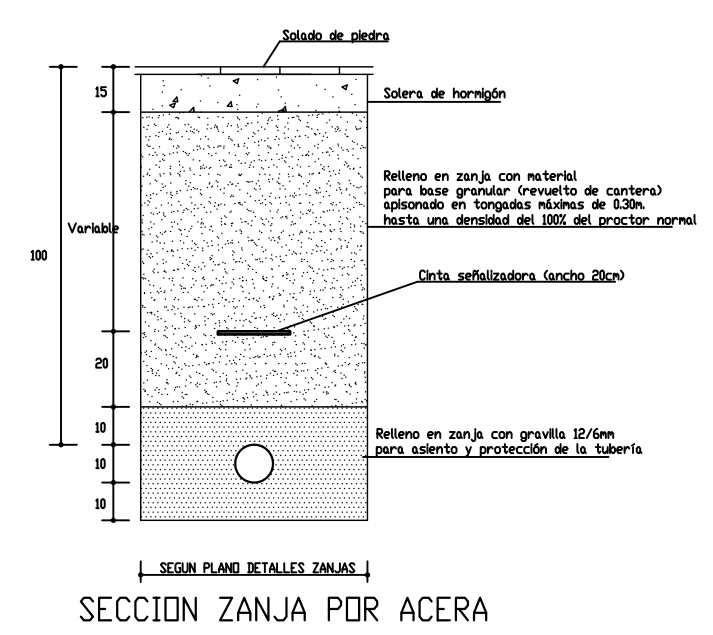 Solado de piedra
15
Solera de hormigón
Relleno en zanja con material
para base granular (revuelto de cantera)
apisonado en tongadas máximas de 0.30m.
hasta una densidad del 100% del proctor normal
Variable
100
Cinta señalizadora (ancho 20cm)
20
10
Relleno en zanja con gravilla 12/6mm
para asiento y protección de la tubería
10
10
SEGUN PLANO DETALLES ZANJAS
SECCION ZANJA POR ACERA